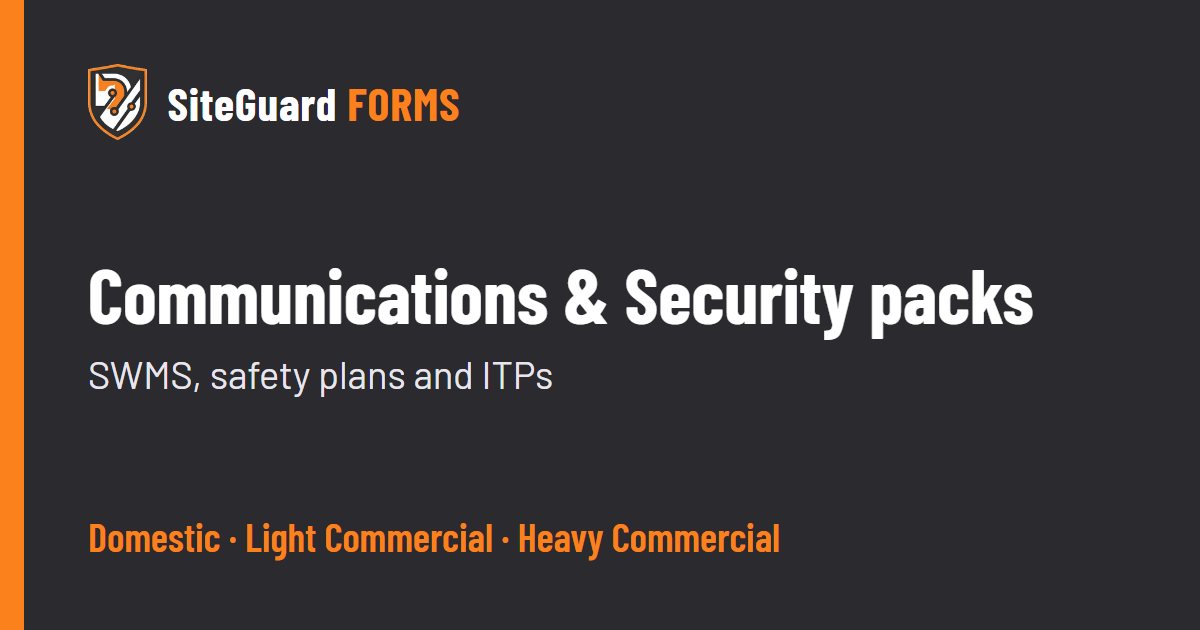 SiteGuard FORMS
Communications & Security packs
SWMS, safety plans and ITPs
Domestic · Light Commercial · Heavy Commercial